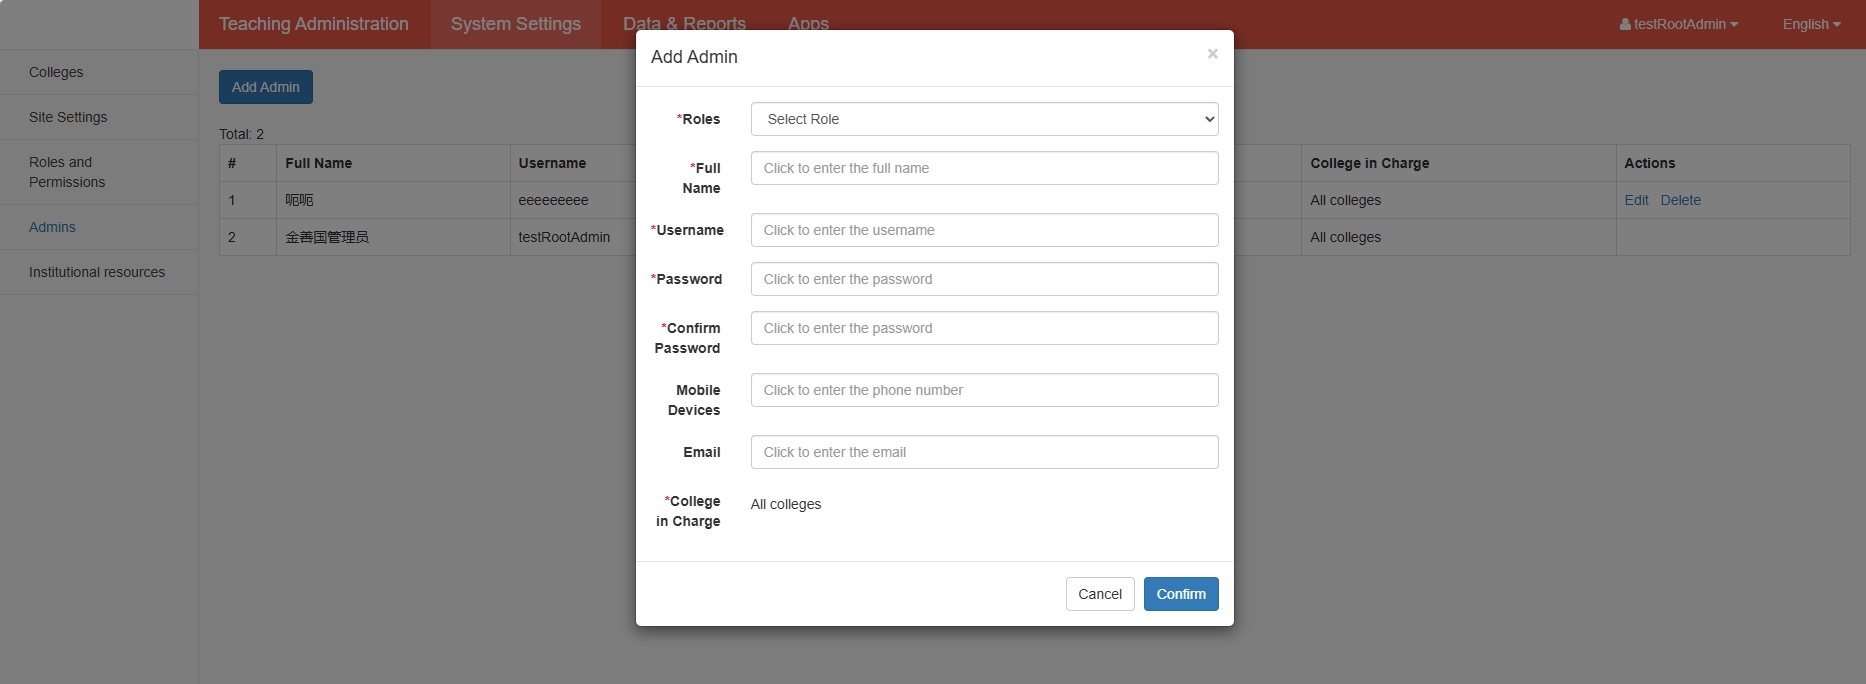 Teaching Administration System Settings Data & Reports Apps testRootAdmin English
Colleges
Site Settings
Roles and
Permissions
Admins
Institutional resources
Add Admin
Total: 2
# Full Name Username College in Charge Actions
1 呃呃 eeeeeeeee All colleges Edit Delete
2 金善国管理员 testRootAdmin All colleges
Add Admin ×
*Roles Select Role
*Full
Name
Click to enter the full name
*Username Click to enter the username
*Password Click to enter the password
*Confirm
Password
Click to enter the password
Mobile
Devices
Click to enter the phone number
Email Click to enter the email
*College
in Charge
All colleges
Cancel Confirm